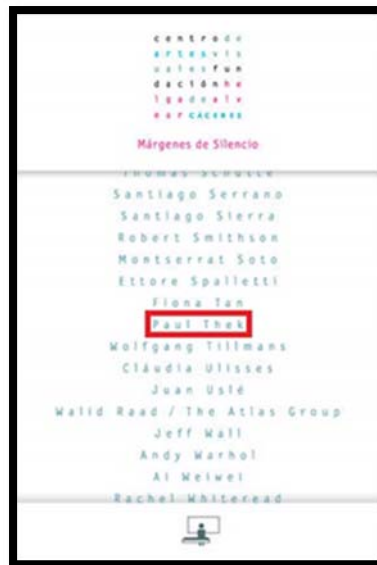 centrode
artesvis
ualesfun
daciónhe
lgadealv
earCÁCERES
Márgenes de Silencio
Thomas Schütte
Santiago Serrano
Santiago Sierra
Robert Smithson
Montserrat Soto
Ettore Spalletti
Fiona Tan
Paul Thek
Wolfgang Tillmans
Cláudia Ulisses
Juan Uslé
Walid Raad / The Atlas Group
Jeff Wall
Andy Warhol
Ai Weiwei
Rachel Whiteread